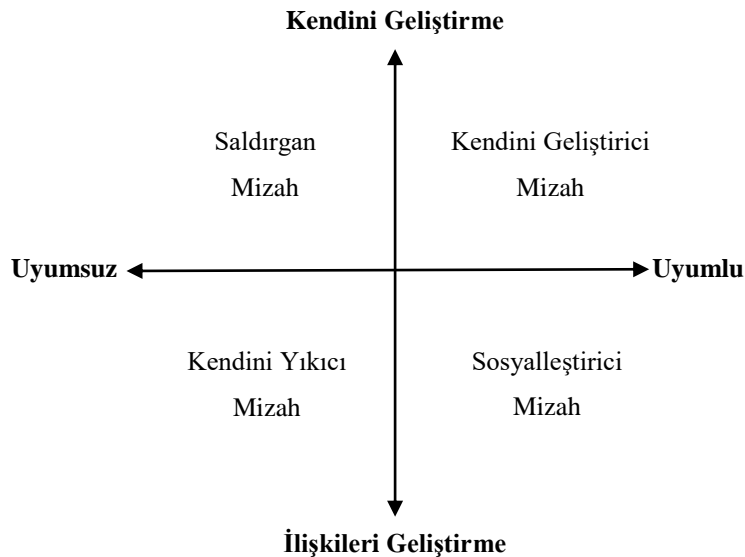 Kendini Geliştirme
Saldırgan
Mizah
Kendini Geliştirici
Mizah
Uyumsuz
Uyumlu
Kendini Yıkıcı
Mizah
Sosyalleştirici
Mizah
İlişkileri Geliştirme